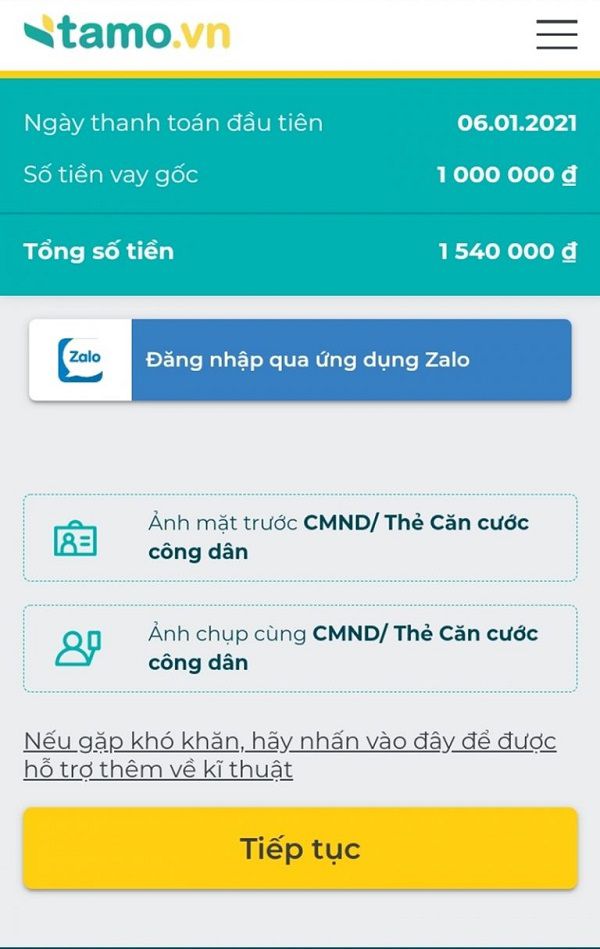 tamo.vn
Ngày thanh toán đầu tiên 06.01.2021
Số tiền vay gốc 1 000 000 ₫
Tổng số tiền 1 540 000 ₫
Zalo Đăng nhập qua ứng dụng Zalo
Ảnh mặt trước CMND/ Thẻ Căn cước
công dân
Ảnh chụp cùng CMND/ Thẻ Căn cước
công dân
Nếu gặp khó khăn, hãy nhấn vào đây để được
hỗ trợ thêm về kĩ thuật
Tiếp tục